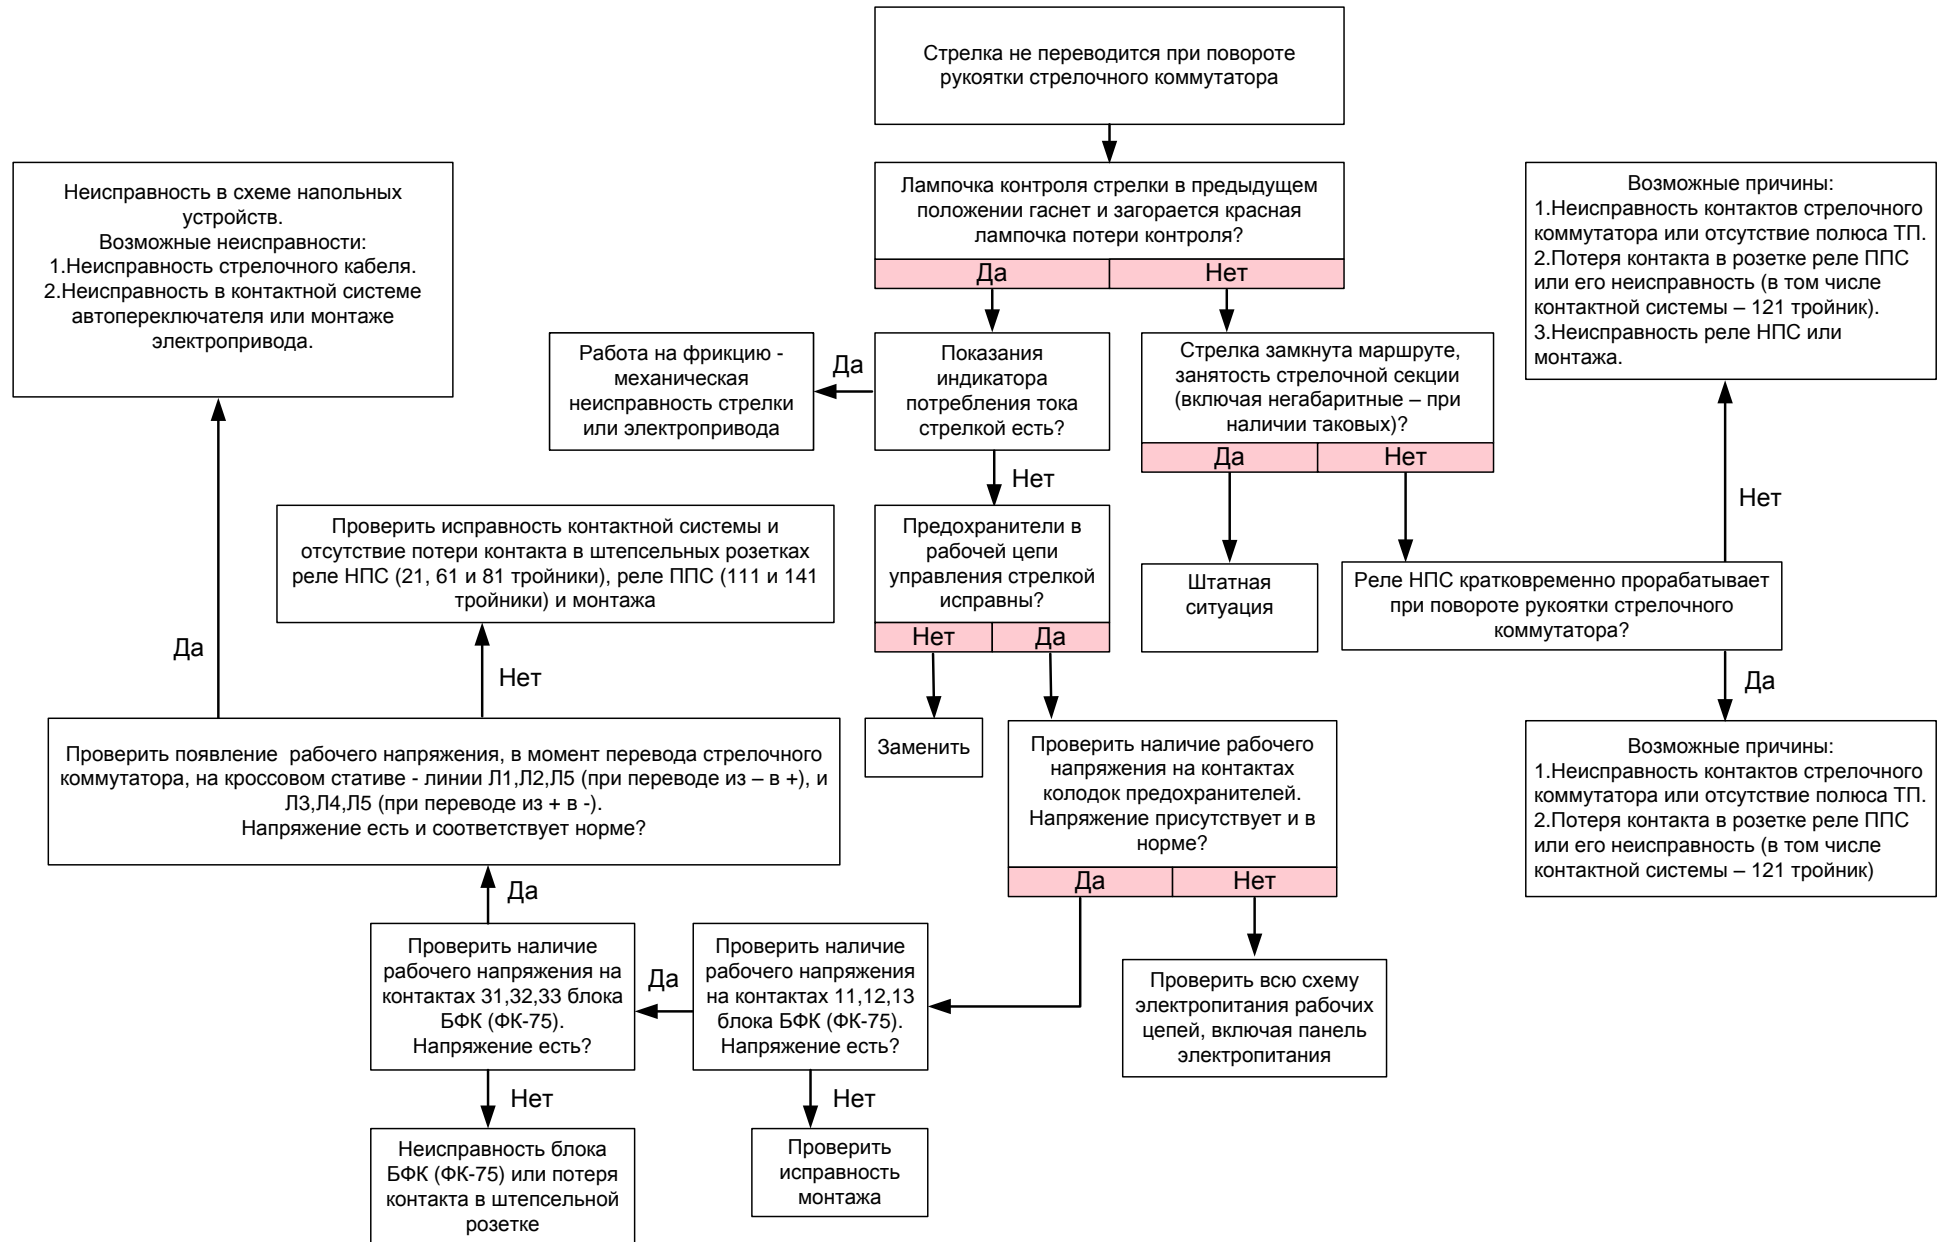 Стрелка не переводится при повороте
рукоятки стрелочного коммутатора
Лампочка контроля стрелки в предыдущем
положении гаснет и загорается красная
лампочка потери контроля?
Да
Нет
Неисправность в схеме напольных
устройств.
Возможные неисправности:
1.Неисправность стрелочного кабеля.
2.Неисправность в контактной системе
автопереключателя или монтаже
электропривода.
Возможные причины:
1.Неисправность контактов стрелочного
коммутатора или отсутствие полюса ТП.
2.Потеря контакта в розетке реле ППС
или его неисправность (в том числе
контактной системы – 121 тройник).
3.Неисправность реле НПС или
монтажа.
Работа на фрикцию -
механическая
неисправность стрелки
или электропривода
Да
Показания
индикатора
потребления тока
стрелкой есть?
Стрелка замкнута маршруте,
занятость стрелочной секции
(включая негабаритные – при
наличии таковых)?
Да
Нет
Нет
Нет
Проверить исправность контактной системы и
отсутствие потери контакта в штепсельных розетках
реле НПС (21, 61 и 81 тройники), реле ППС (111 и 141
тройники) и монтажа
Предохранители в
рабочей цепи
управления стрелкой
исправны?
Нет
Да
Штатная
ситуация
Реле НПС кратковременно прорабатывает
при повороте рукоятки стрелочного
коммутатора?
Да
Нет
Да
Проверить появление рабочего напряжения, в момент перевода стрелочного
коммутатора, на кроссовом стативе - линии Л1,Л2,Л5 (при переводе из – в +), и
Л3,Л4,Л5 (при переводе из + в -).
Напряжение есть и соответствует норме?
Заменить
Проверить наличие рабочего
напряжения на контактах
колодок предохранителей.
Напряжение присутствует и в
норме?
Да
Нет
Возможные причины:
1.Неисправность контактов стрелочного
коммутатора или отсутствие полюса ТП.
2.Потеря контакта в розетке реле ППС
или его неисправность (в том числе
контактной системы – 121 тройник)
Да
Проверить наличие
рабочего напряжения на
контактах 31,32,33 блока
БФК (ФК-75).
Напряжение есть?
Да
Проверить наличие
рабочего напряжения
на контактах 11,12,13
блока БФК (ФК-75).
Напряжение есть?
Проверить всю схему
электропитания рабочих
цепей, включая панель
электропитания
Нет
Нет
Неисправность блока
БФК (ФК-75) или потеря
контакта в штепсельной
розетке
Проверить
исправность
монтажа